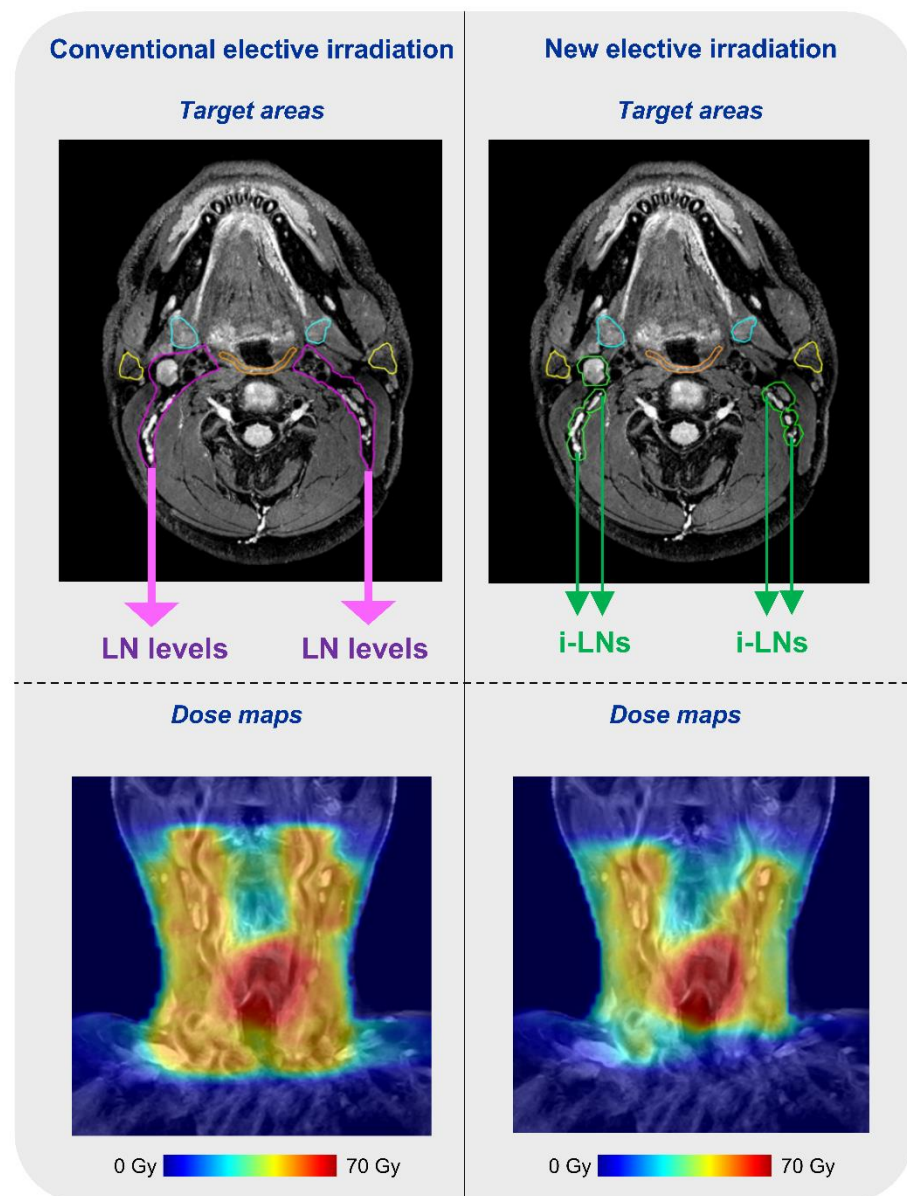 Conventional elective irradiation
New elective irradiation
Target areas
Target areas
LN levels
LN levels
i-LNs
i-LNs
Dose maps
Dose maps
0 Gy
70 Gy
0 Gy
70 Gy